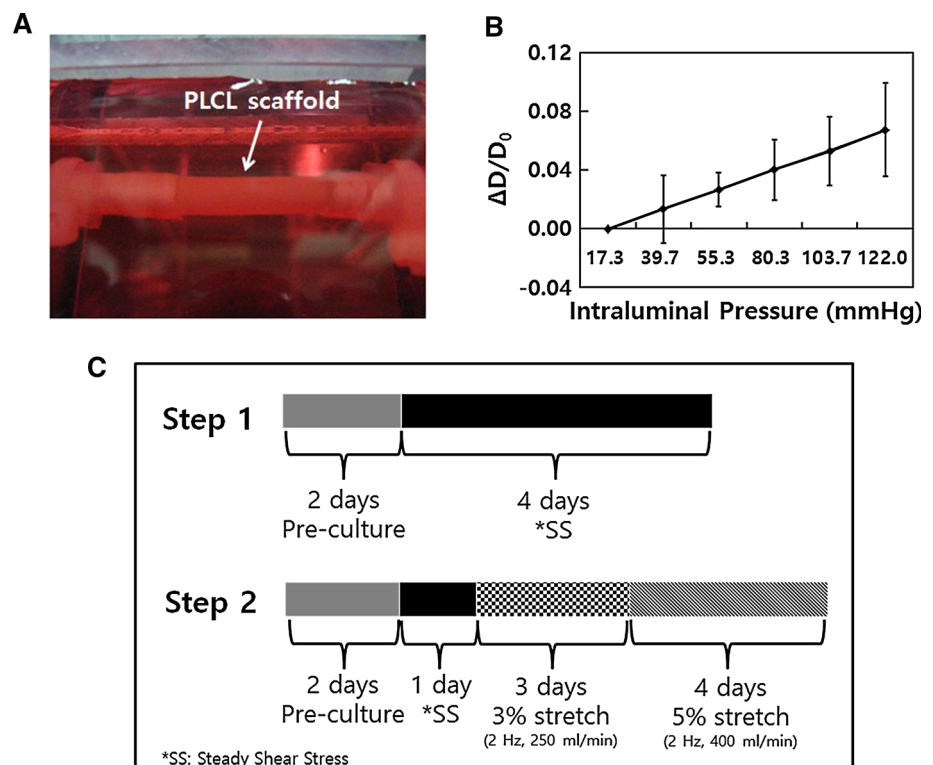 A
PLCL scaffold
B
0.12
0.08
0.04
0.00
-0.04
ΔD/D₀
17.3 39.7 55.3 80.3 103.7 122.0
Intraluminal Pressure (mmHg)
C
Step 1
2 days
Pre-culture
4 days
*SS
Step 2
2 days
Pre-culture
1 day
*SS
3 days
3% stretch
(2 Hz, 250 ml/min)
4 days
5% stretch
(2 Hz, 400 ml/min)
*SS: Steady Shear Stress